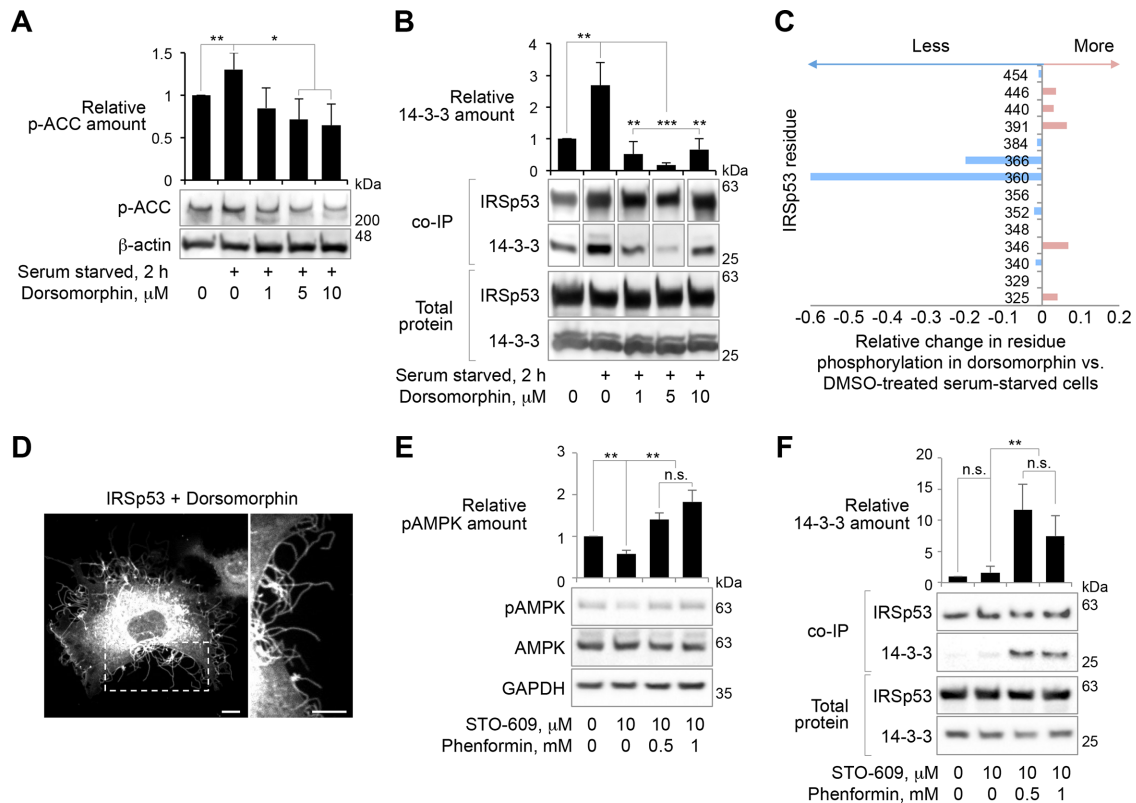 A
Relative
p-ACC amount
1.5
1
0.5
0
**
*
kDa
p-ACC
200
β-actin
48
Serum starved, 2 h + + + +
Dorsomorphin, μM 0 0 1 5 10
B
Relative
14-3-3 amount
4
3
2
1
0
**
** *** **
kDa
co-IP
IRSp53
63
14-3-3
25
Total
protein
IRSp53
63
14-3-3
25
Serum starved, 2 h + + + +
Dorsomorphin, μM 0 0 1 5 10
C
Less More
IRSp53 residue
454
446
440
391
384
366
360
356
352
348
346
340
329
325
-0.6 -0.5 -0.4 -0.3 -0.2 -0.1 0 0.1 0.2
Relative change in residue
phosphorylation in dorsomorphin vs.
DMSO-treated serum-starved cells
D
IRSp53 + Dorsomorphin
E
Relative
pAMPK amount
3
2
1
0
** **
n.s.
kDa
pAMPK 63
AMPK 63
GAPDH 35
STO-609, μM 0 10 10 10
Phenformin, mM 0 0 0.5 1
F
Relative
14-3-3 amount
20
15
10
5
0
**
n.s. n.s.
kDa
co-IP
IRSp53 63
14-3-3 25
Total
protein
IRSp53 63
14-3-3 25
STO-609, μM 0 10 10 10
Phenformin, mM 0 0 0.5 1